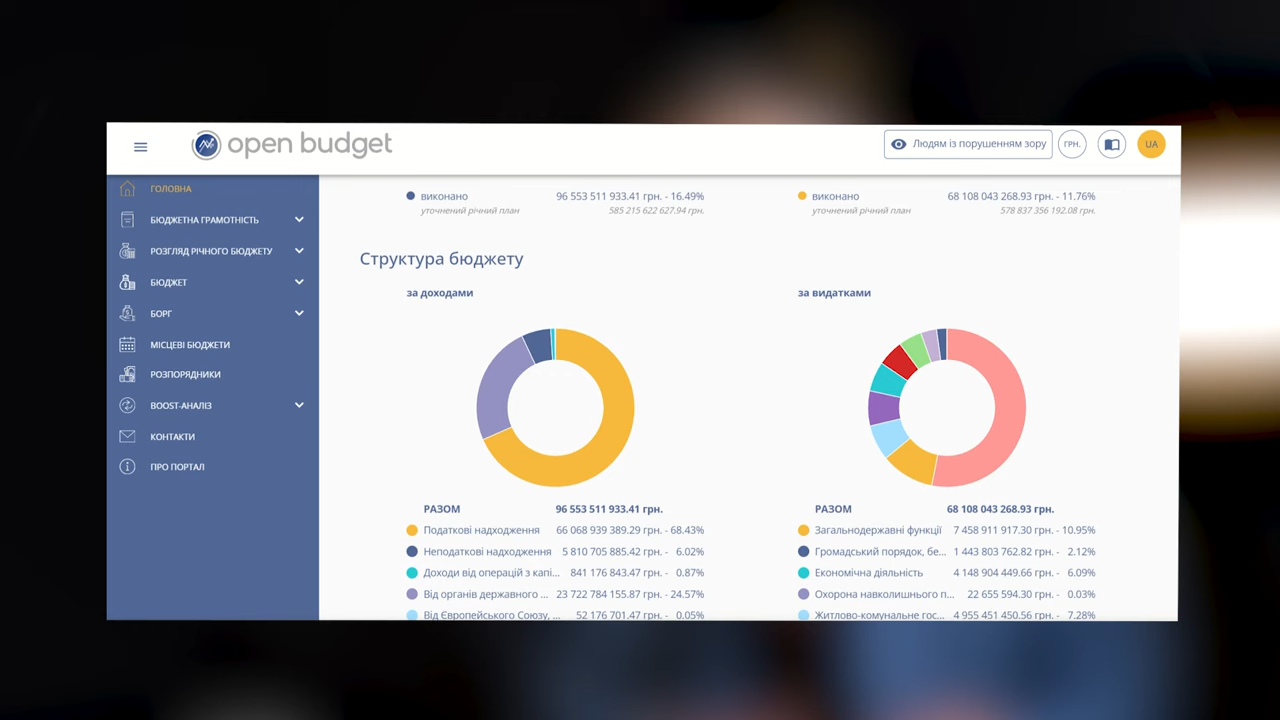 open budget
Людям із порушенням зору
ГРН.
UA
ГОЛОВНА
БЮДЖЕТНА ГРАМОТНІСТЬ
РОЗГЛЯД РІЧНОГО БЮДЖЕТУ
БЮДЖЕТ
БОРГ
МІСЦЕВІ БЮДЖЕТИ
РОЗПОРЯДНИКИ
BOOST-АНАЛІЗ
КОНТАКТИ
ПРО ПОРТАЛ
виконано 96 553 511 933.41 грн. - 16.49%
уточнений річний план 585 215 622 627.94 грн.
виконано 68 108 043 268.93 грн. - 11.76%
уточнений річний план 578 837 356 192.08 грн.
Структура бюджету
за доходами
РАЗОМ 96 553 511 933.41 грн.
Податкові надходження 66 068 939 389.29 грн. - 68.43%
Неподаткові надходження 5 810 705 885.42 грн. - 6.02%
Доходи від операцій з капі... 841 176 843.47 грн. - 0.87%
Від органів державного ... 23 722 784 155.87 грн. - 24.57%
Від Європейського Союзу, ... 52 176 701.47 грн. - 0.05%
за видатками
РАЗОМ 68 108 043 268.93 грн.
Загальнодержавні функції 7 458 911 917.30 грн. - 10.95%
Громадський порядок, бе... 1 443 803 762.82 грн. - 2.12%
Економічна діяльність 4 148 904 449.66 грн. - 6.09%
Охорона навколишнього п... 22 655 594.30 грн. - 0.03%
Житлово-комунальне гос... 4 955 451 450.56 грн. - 7.28%